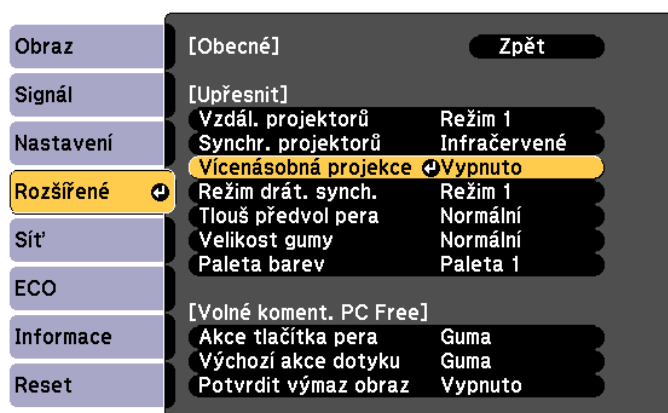 Obraz
Signál
Nastavení
Rozšířené
Síť
ECO
Informace
Reset
[Obecné] Zpět
[Upřesnit]
Vzdál. projektorů Režim 1
Synchr. projektorů Infračervené
Vícenásobná projekce Vypnuto
Režim drát. synch. Režim 1
Tlouš předvol pera Normální
Velikost gumy Normální
Paleta barev Paleta 1
[Volné koment. PC Free]
Akce tlačítka pera Guma
Výchozí akce dotyku Guma
Potvrdit výmaz obraz Vypnuto